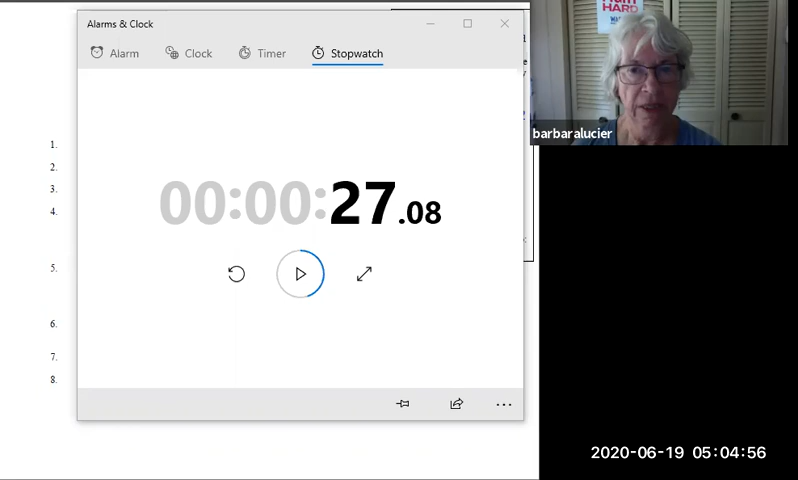 Alarms & Clock
Alarm
Clock
Timer
Stopwatch
00:00:27.08
1.
2.
3.
4.
5.
6.
7.
8.
HARD
barbaralucier
2020-06-19 05:04:56